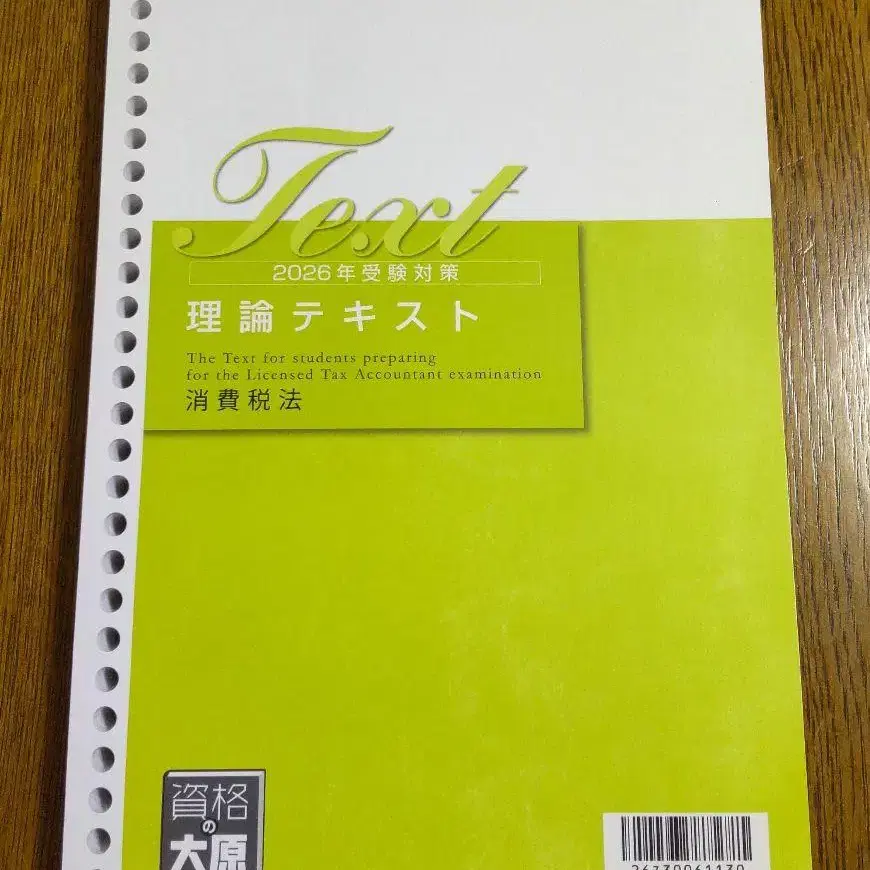 Text
2026年受験対策
理論テキスト
The Text for students preparing
for the Licensed Tax Accountant examination
消費税法
資格
の
大原